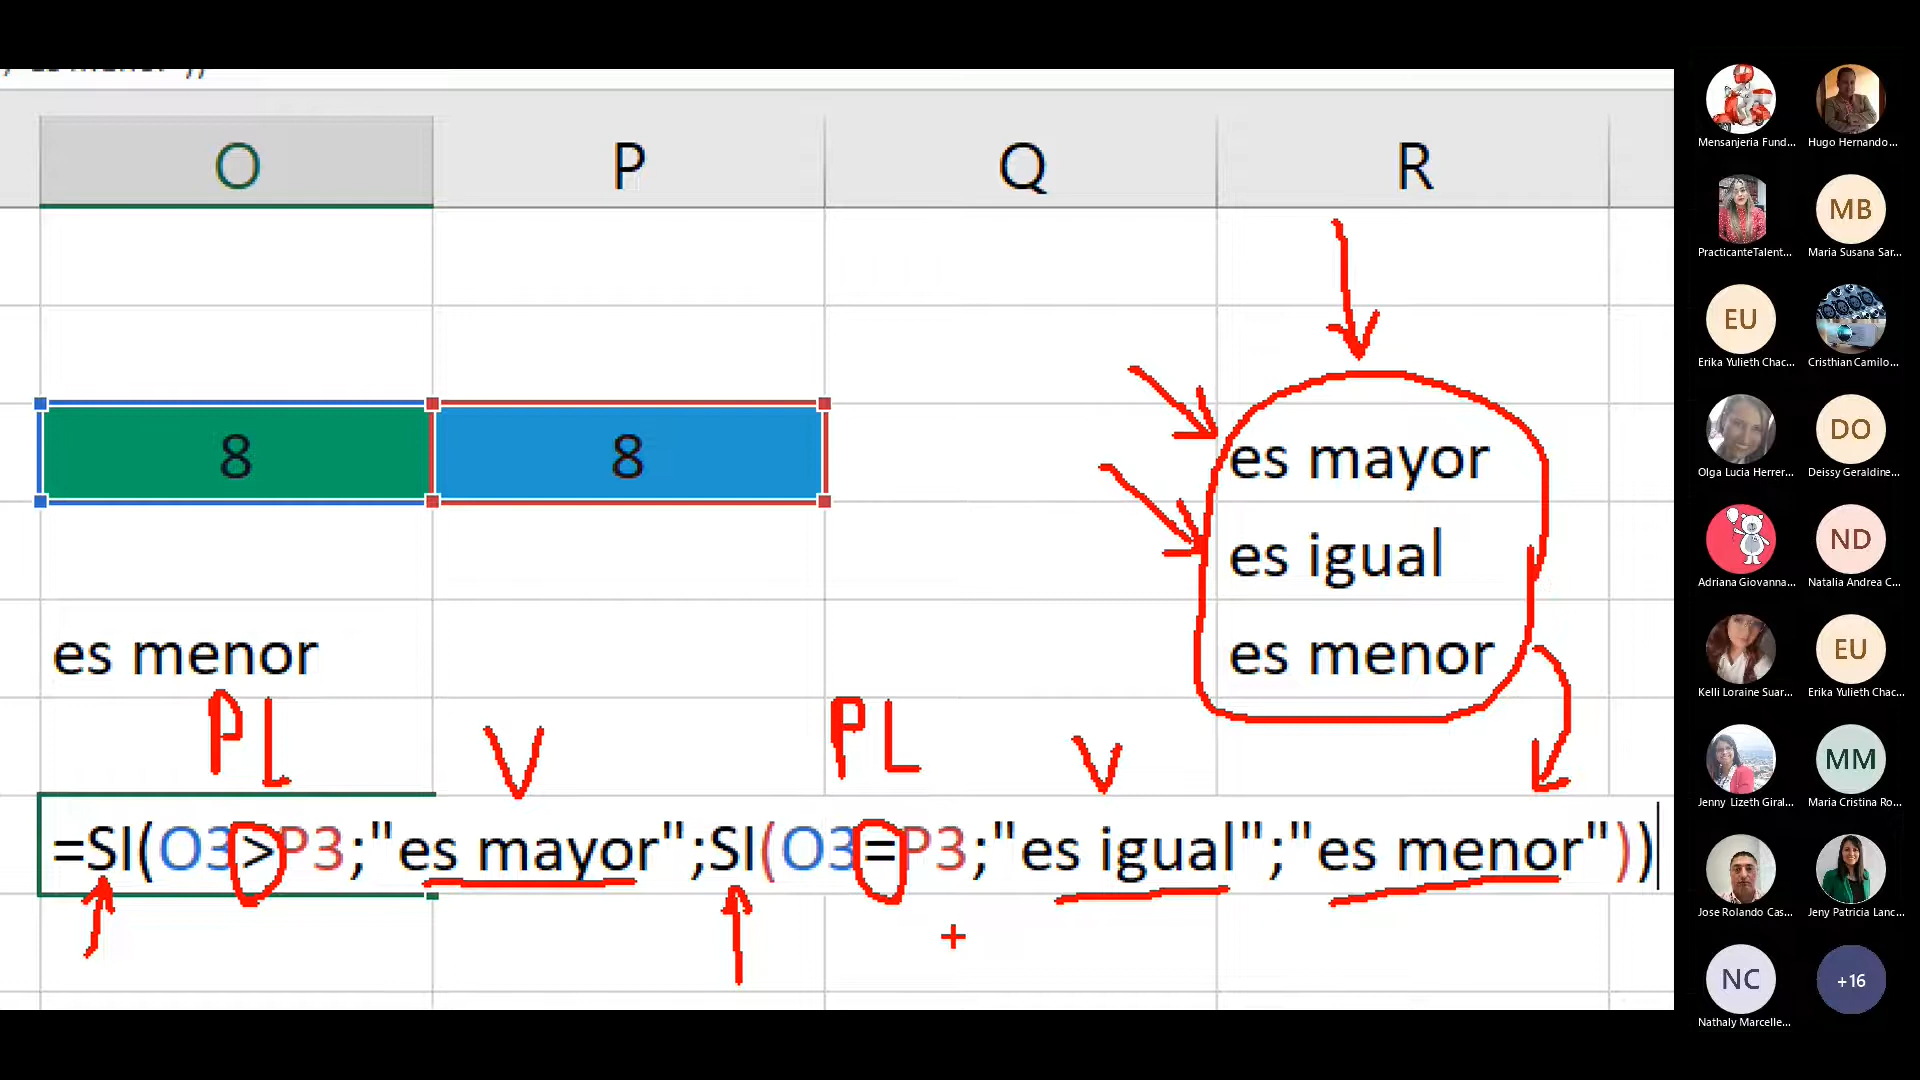 O P Q R
8 8 es mayor
es igual
es menor es menor
PL V PL V
=SI(O3>P3;"es mayor";SI(O3=P3;"es igual";"es menor"))
Mensanjeria Fund... Hugo Hernando...
MB
PracticanteTalent... Maria Susana Sar...
EU
Erika Yulieth Chac... Cristhian Camilo...
DO
Olga Lucia Herrer... Deissy Geraldine...
ND
Adriana Giovanna... Natalia Andrea C...
EU
Kelli Loraine Suar... Erika Yulieth Chac...
MM
Jenny Lizeth Giral... Maria Cristina Ro...
Jose Rolando Cas... Jeny Patricia Lanc...
NC +16
Nathaly Marcelle...